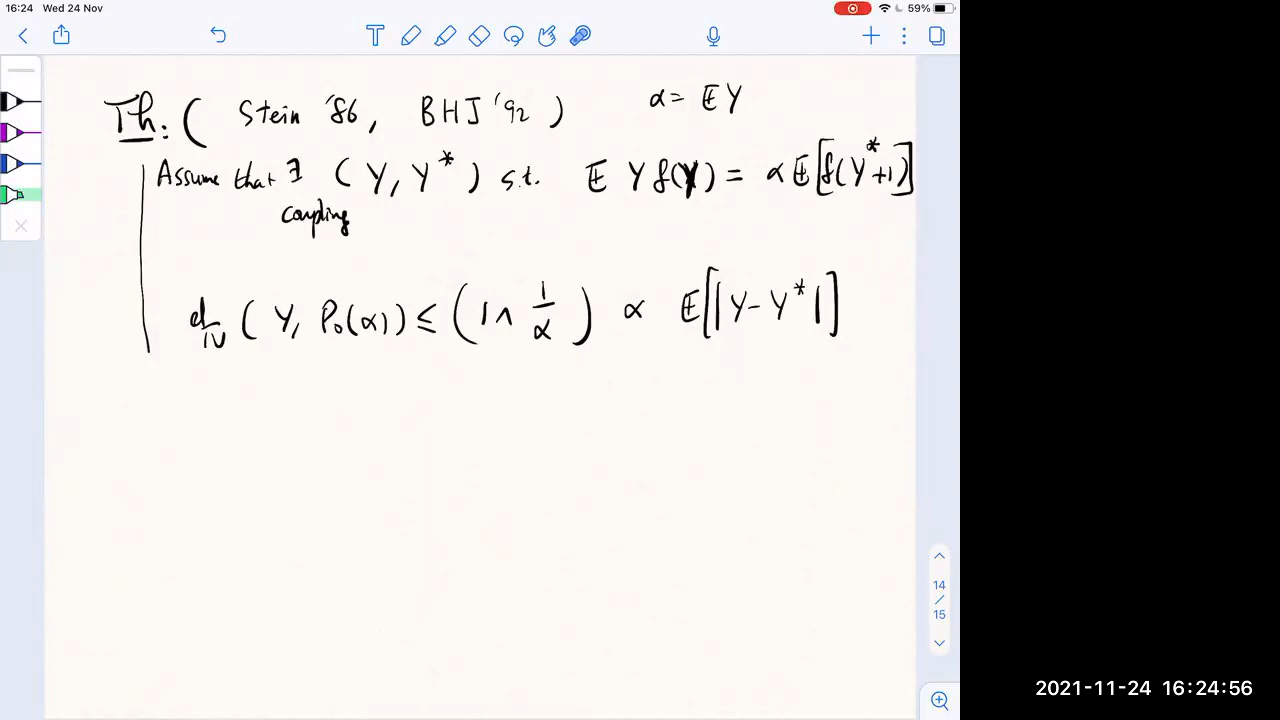 16:24 Wed 24 Nov 59%
Th: ( Stein '86, BHJ '92 ) α = 𝔼 Y
Assume that ∃ ( Y, Y* ) s.t. 𝔼 Y f(Y) = α 𝔼[f(Y*+1)]
coupling
d_TV ( Y, Po(α) ) ≤ ( 1 ∧ 1/α ) α 𝔼[|Y - Y*|]
14
/
15
2021-11-24 16:24:56